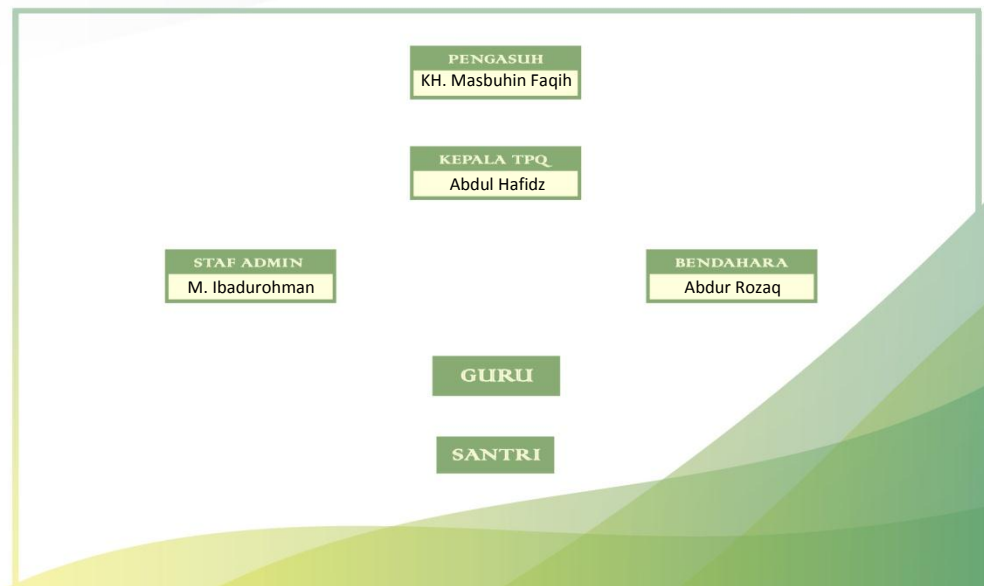 PENGASUH
KH. Masbuhin Faqih
KEPALA TPQ
Abdul Hafidz
STAF ADMIN
M. Ibadurohman
BENDAHARA
Abdur Rozaq
GURU
SANTRI